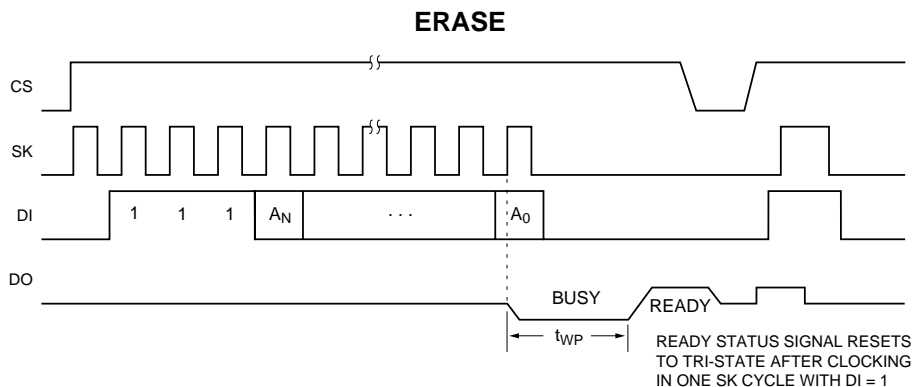 ERASE
CS
SK
DI
1 1 1 AN . . . A0
DO
BUSY
READY
tWP
READY STATUS SIGNAL RESETS
TO TRI-STATE AFTER CLOCKING
IN ONE SK CYCLE WITH DI = 1